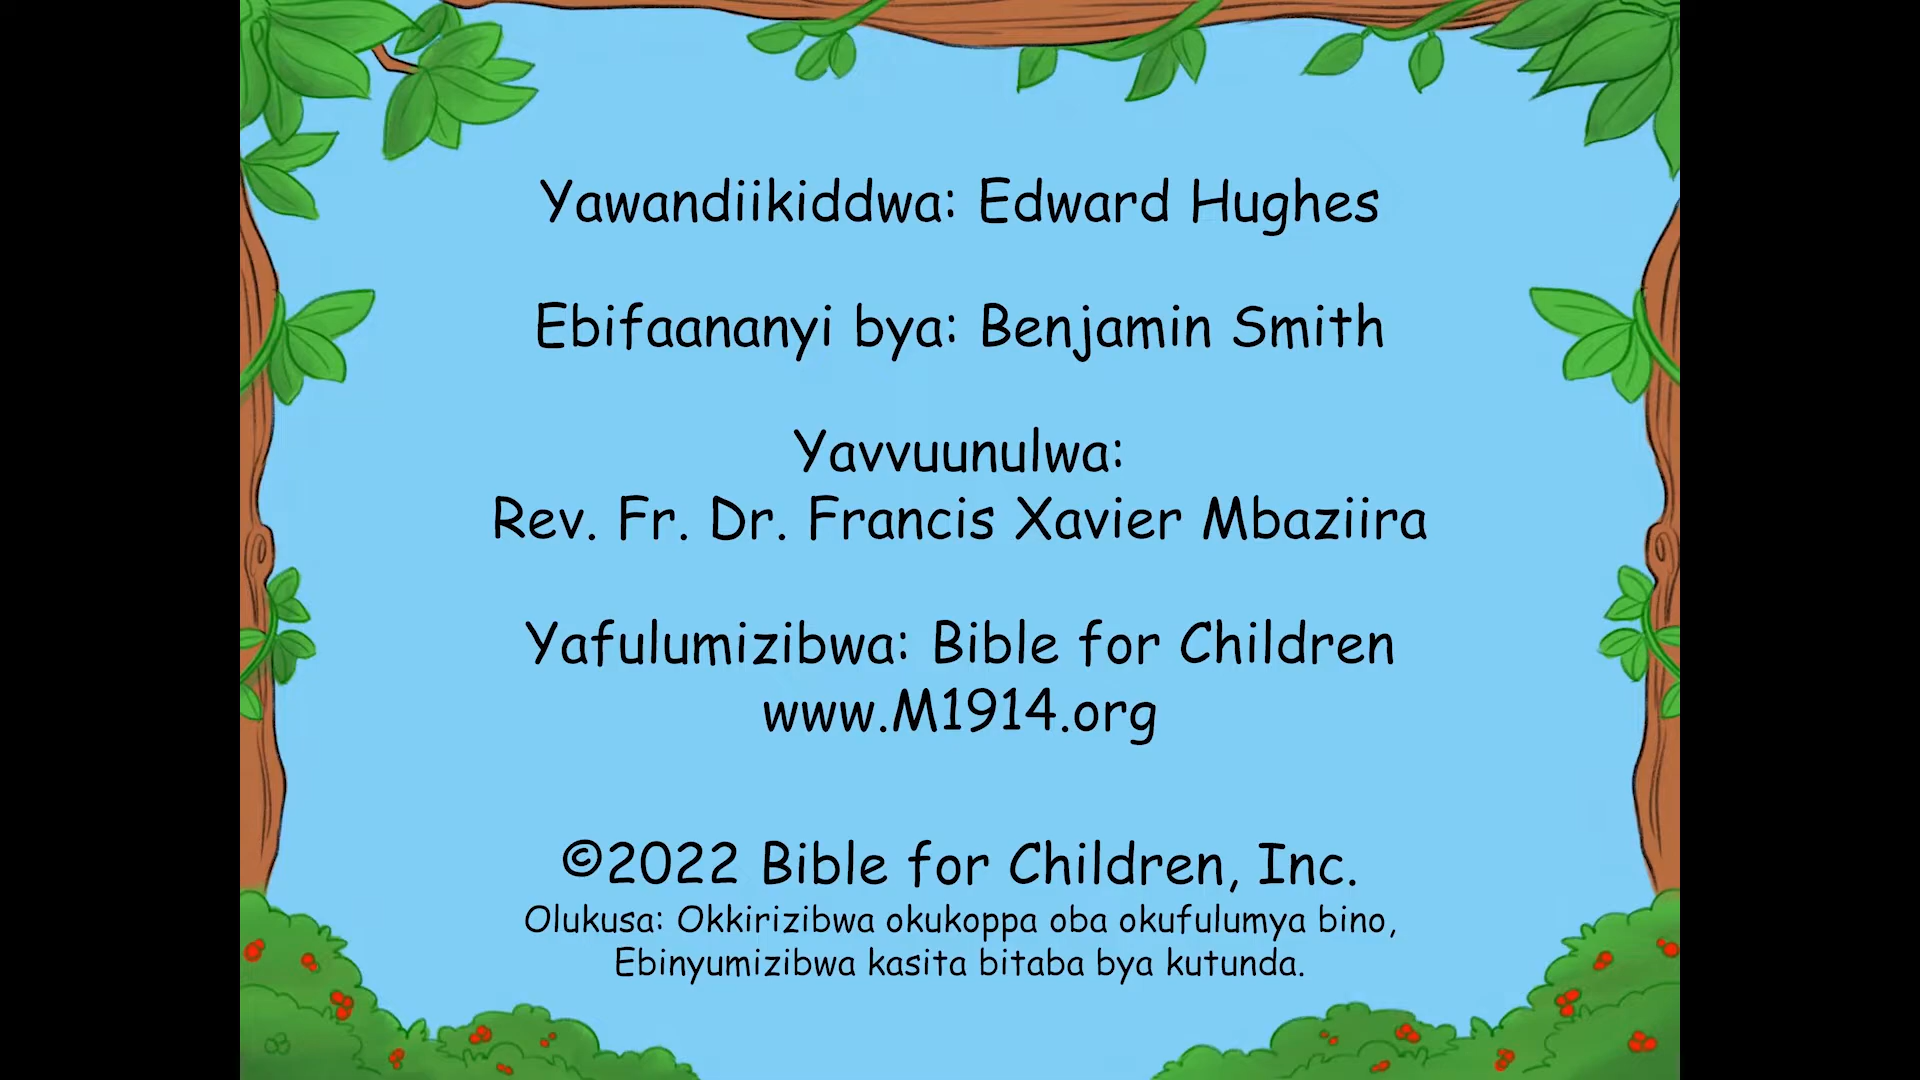 Yawandiikiddwa: Edward Hughes
Ebifaananyi bya: Benjamin Smith
Yavvuunulwa:
Rev. Fr. Dr. Francis Xavier Mbaziira
Yafulumizibwa: Bible for Children
www.M1914.org
©2022 Bible for Children, Inc.
Olukusa: Okkirizibwa okukoppa oba okufulumya bino,
Ebinyumizibwa kasita bitaba bya kutunda.